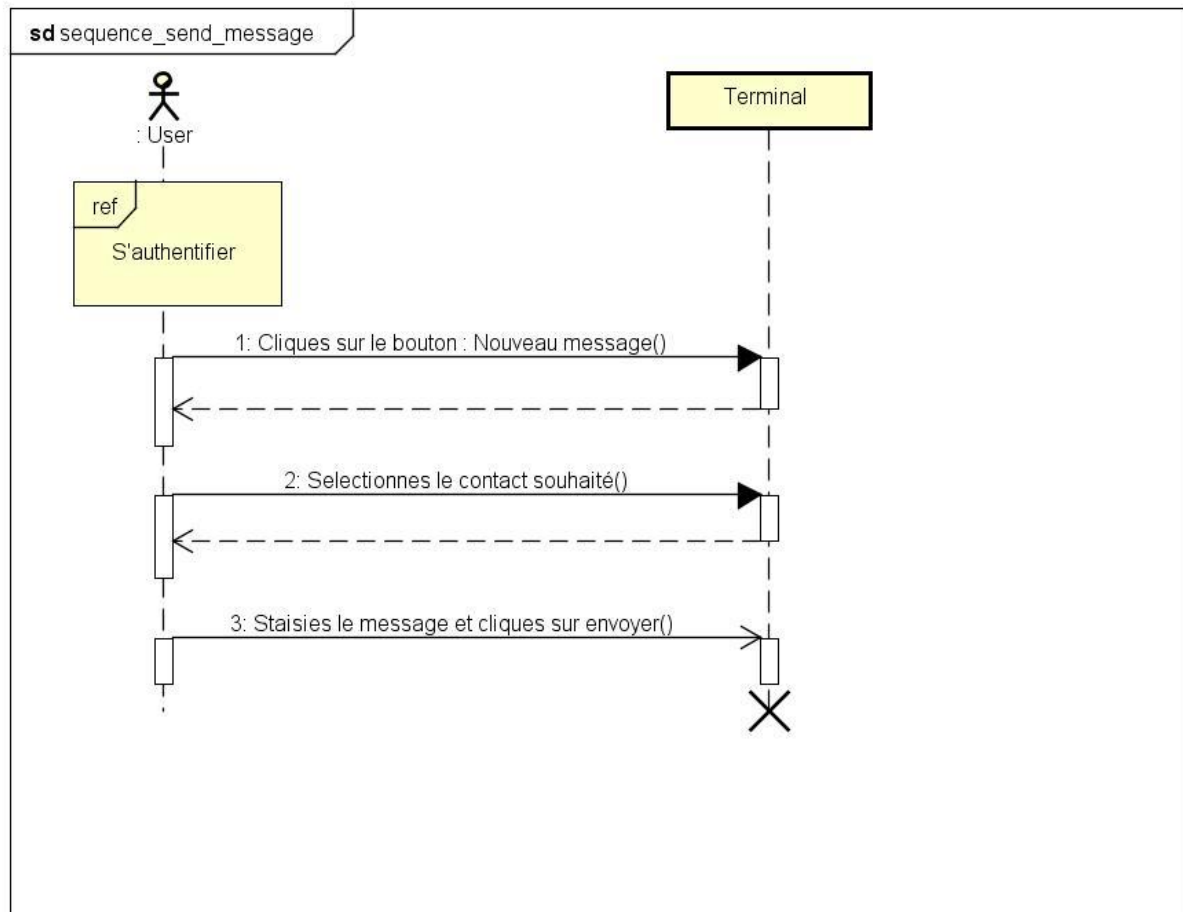 sd sequence_send_message
: User
Terminal
ref
S'authentifier
1: Cliques sur le bouton : Nouveau message()
2: Selectionnes le contact souhaité()
3: Staisies le message et cliques sur envoyer()